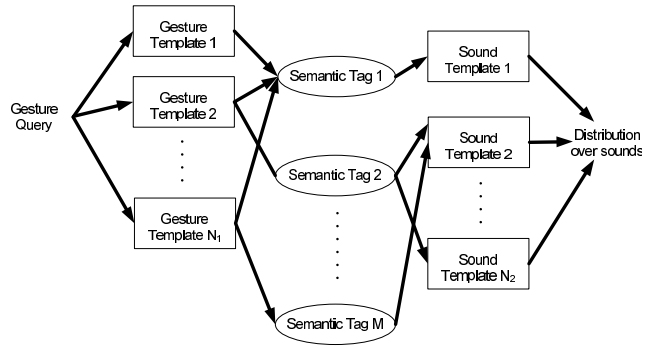 Gesture
Query
Gesture
Template 1
Gesture
Template 2
Gesture
Template N₁
Semantic Tag 1
Semantic Tag 2
Semantic Tag M
Sound
Template 1
Sound
Template 2
Sound
Template N₂
Distribution
over sounds